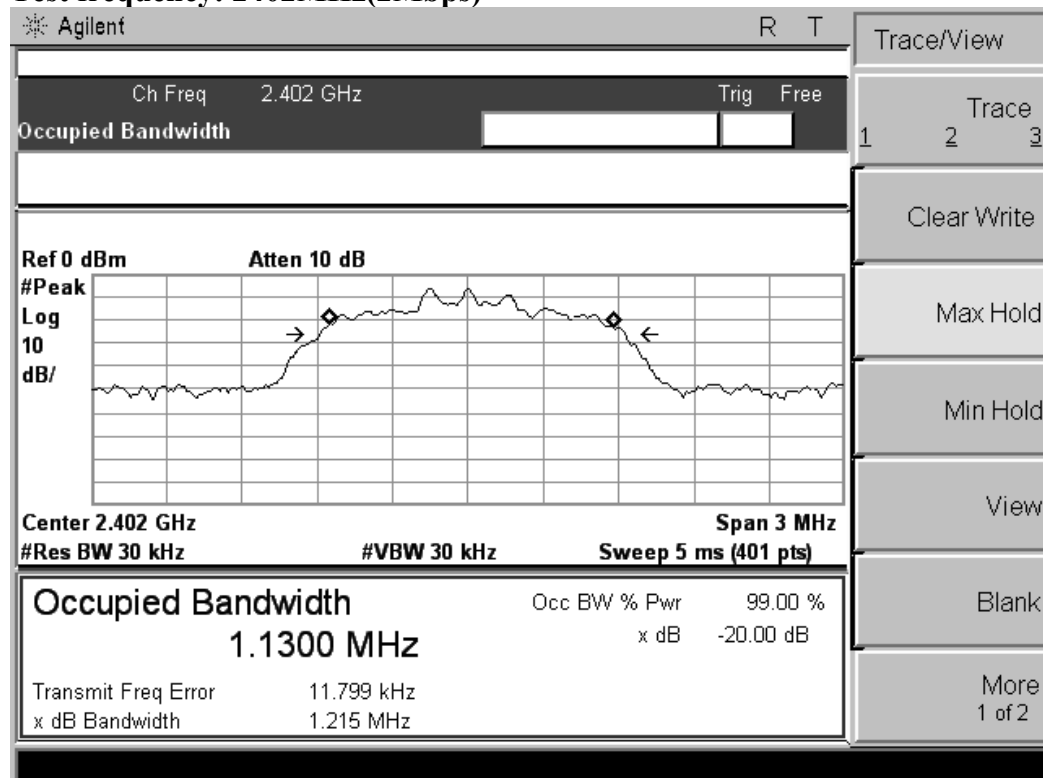 Test frequency: 2402MHz(2Mbps)
Agilent R T
Trace/View
Ch Freq 2.402 GHz Trig Free
Occupied Bandwidth
Trace
1 2 3
Clear Write
Ref 0 dBm Atten 10 dB
#Peak
Log
10
dB/
Max Hold
Min Hold
View
Center 2.402 GHz Span 3 MHz
#Res BW 30 kHz #VBW 30 kHz Sweep 5 ms (401 pts)
Occupied Bandwidth Occ BW % Pwr 99.00 %
1.1300 MHz x dB -20.00 dB
Blank
Transmit Freq Error 11.799 kHz
x dB Bandwidth 1.215 MHz
More
1 of 2